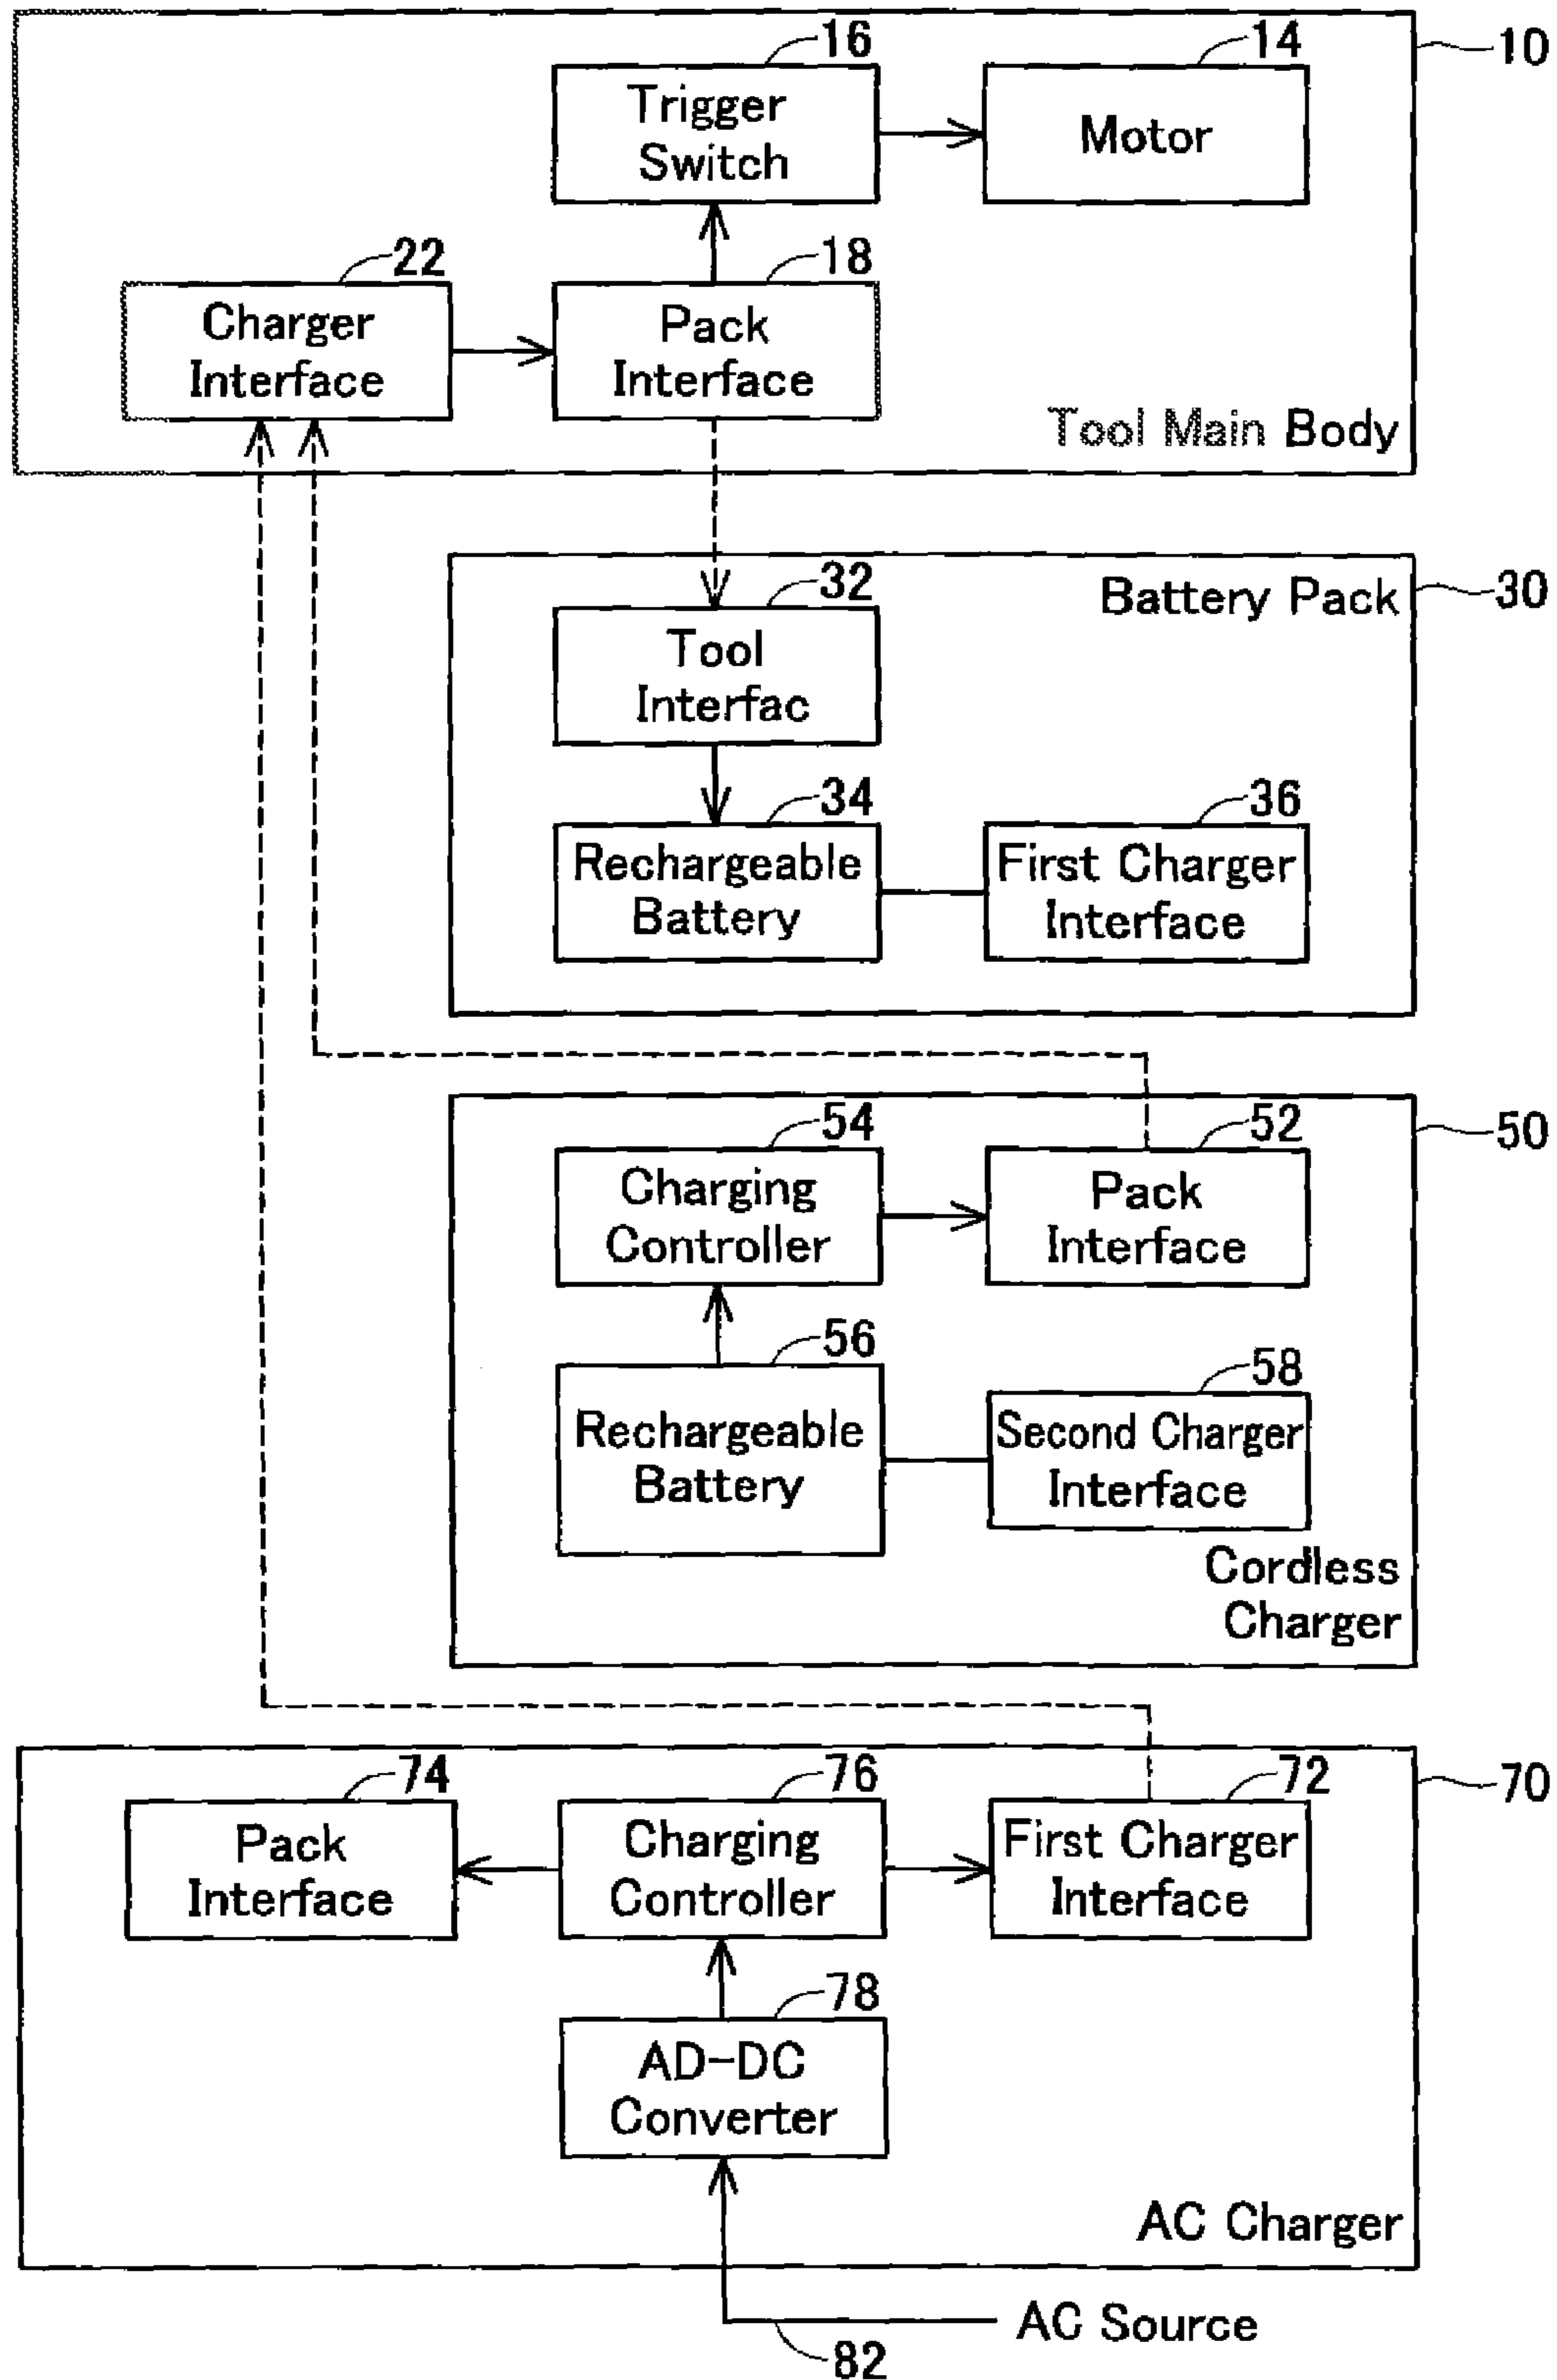 10
16
14
Trigger
Switch
Motor
22
18
Charger
Interface
Pack
Interface
Tool Main Body
30
Battery Pack
32
Tool
Interfac
34
36
Rechargeable
Battery
First Charger
Interface
50
54
52
Charging
Controller
Pack
Interface
56
58
Rechargeable
Battery
Second Charger
Interface
Cordless
Charger
70
74
76
72
Pack
Interface
Charging
Controller
First Charger
Interface
78
AD-DC
Converter
AC Charger
AC Source
82